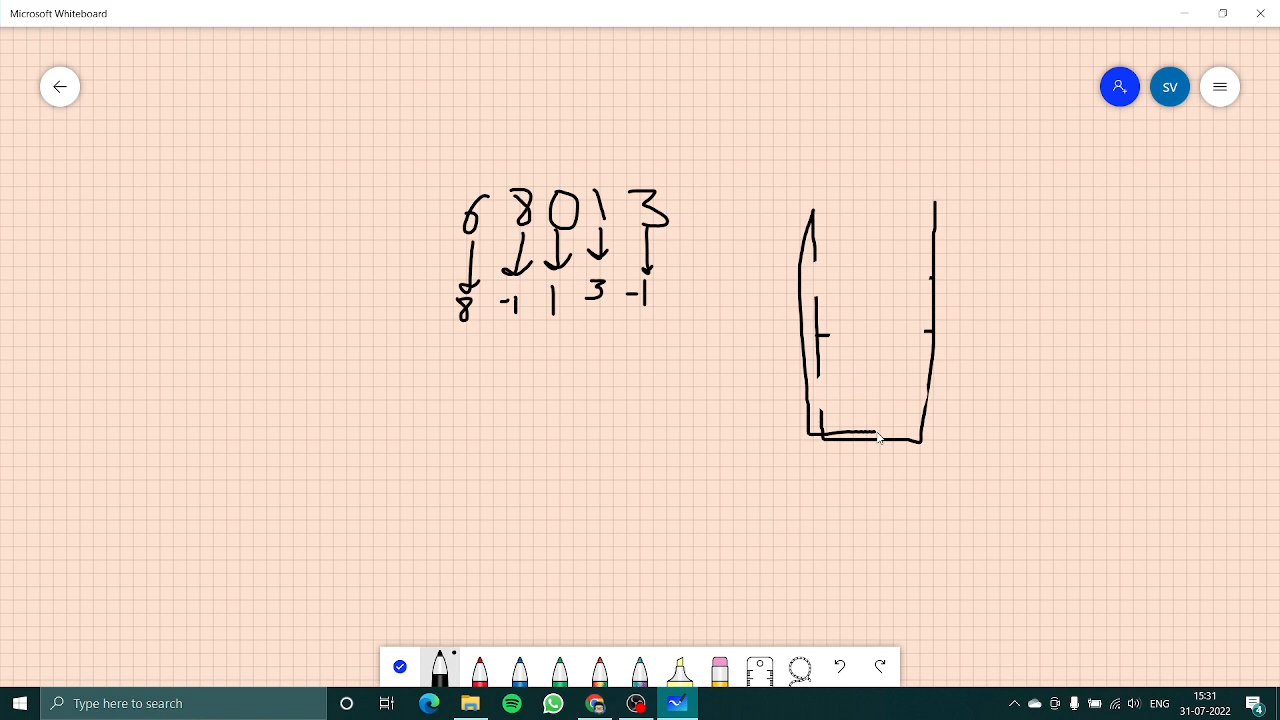 Microsoft Whiteboard
SV
6 8 0 1 3
8 -1 1 3 -1
Type here to search
ENG
15:31
31-07-2022
4